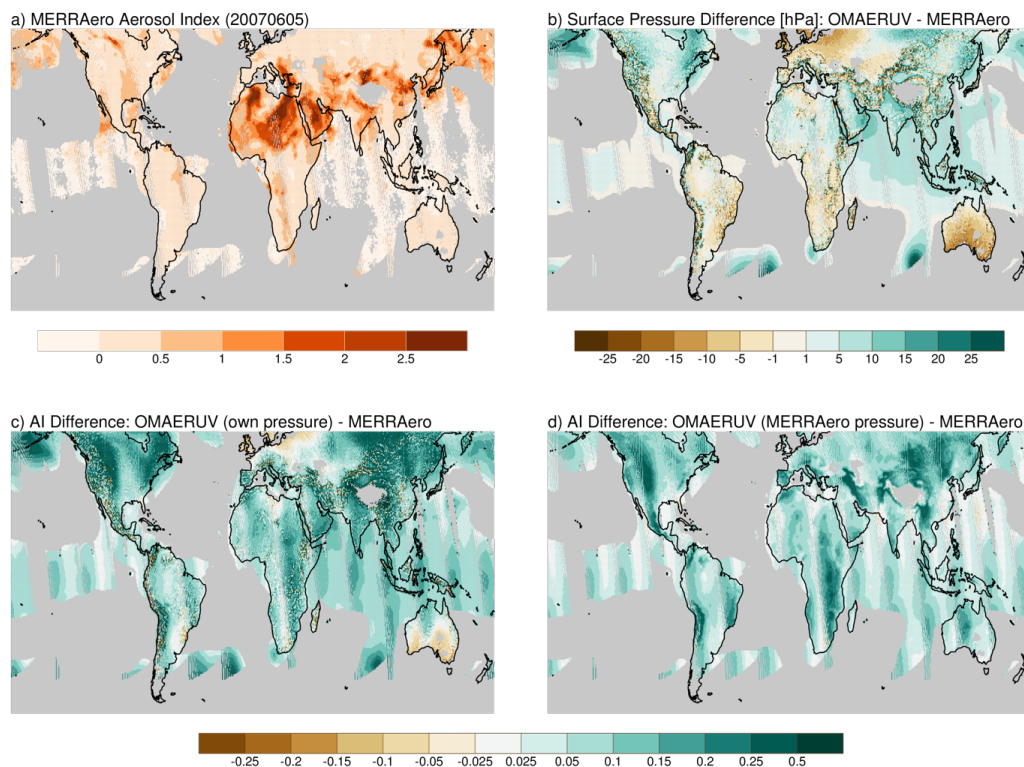 a) MERRAero Aerosol Index (20070605)
b) Surface Pressure Difference [hPa]: OMAERUV - MERRAero
0 0.5 1 1.5 2 2.5
-25 -20 -15 -10 -5 -1 1 5 10 15 20 25
c) AI Difference: OMAERUV (own pressure) - MERRAero
d) AI Difference: OMAERUV (MERRAero pressure) - MERRAero
-0.25 -0.2 -0.15 -0.1 -0.05 -0.025 0.025 0.05 0.1 0.15 0.2 0.25 0.5